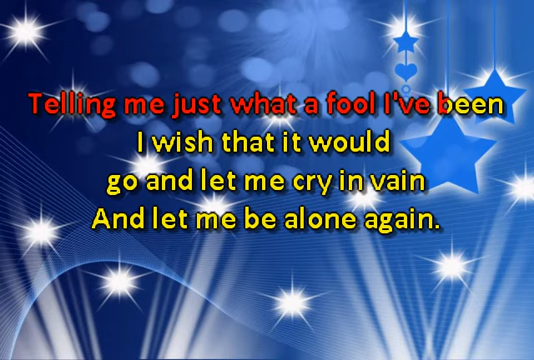 Telling me just what a fool I've been
I wish that it would
go and let me cry in vain
And let me be alone again.